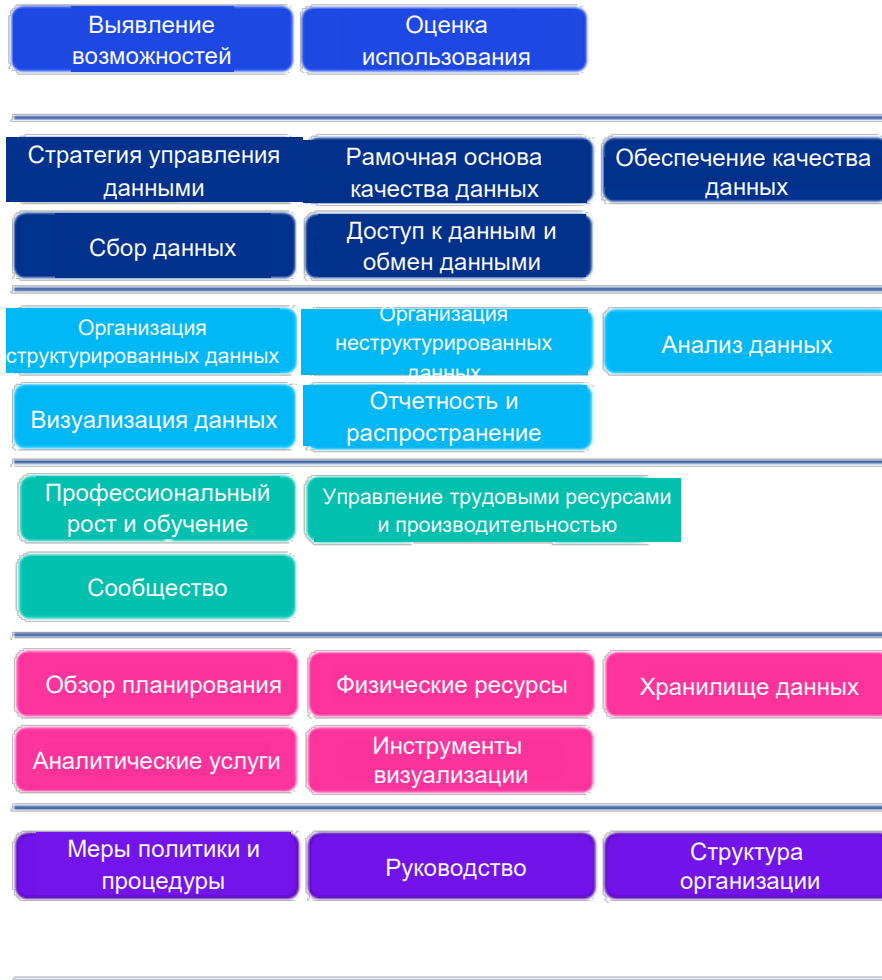 Выявление
возможностей
Оценка
использования
Стратегия управления
данными
Рамочная основа
качества данных
Обеспечение качества
данных
Сбор данных
Доступ к данным и
обмен данными
Организация
структурированных данных
Организация
неструктурированных
данных
Анализ данных
Визуализация данных
Отчетность и
распространение
Профессиональный
рост и обучение
Управление трудовыми ресурсами
и производительностью
Сообщество
Обзор планирования
Физические ресурсы
Хранилище данных
Аналитические услуги
Инструменты
визуализации
Меры политики и
процедуры
Руководство
Структура
организации